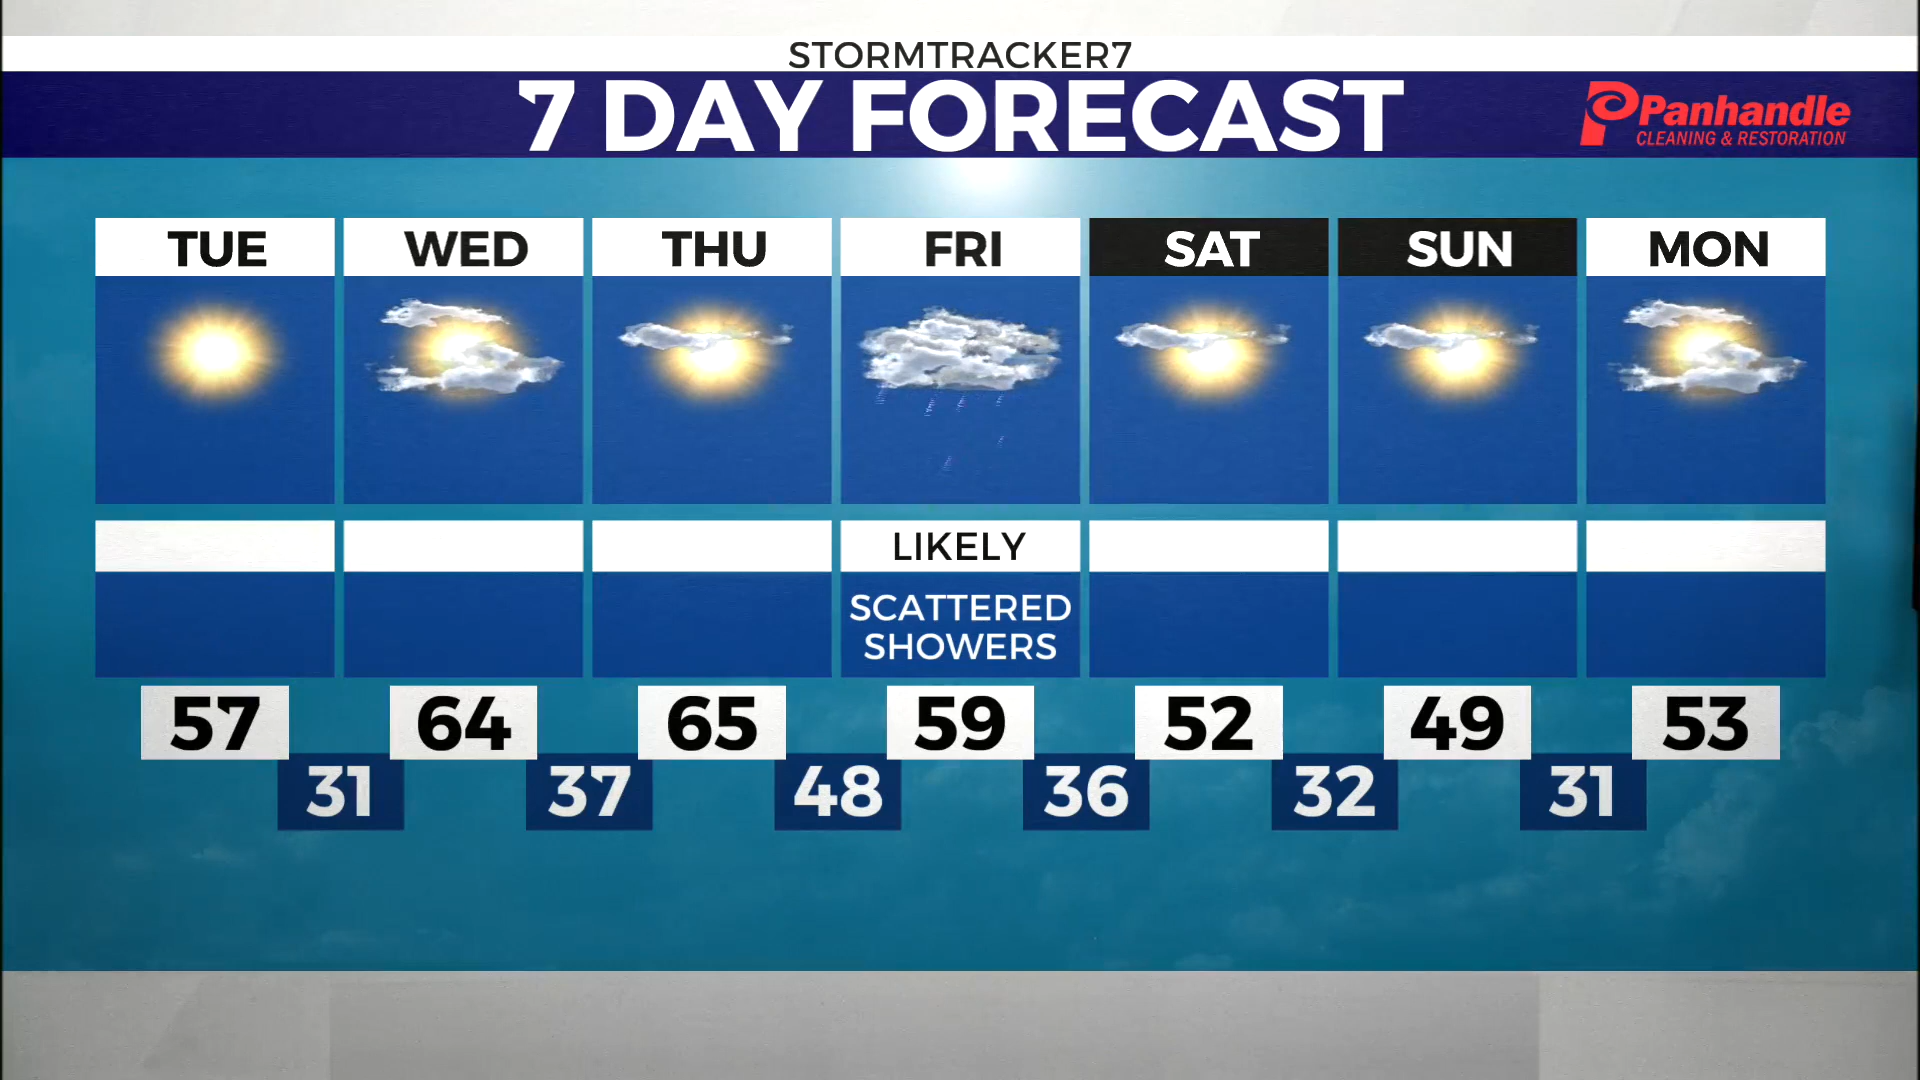 STORMTRACKER7
7 DAY FORECAST
Panhandle
CLEANING & RESTORATION
TUE
WED
THU
FRI
SAT
SUN
MON
LIKELY
SCATTERED
SHOWERS
57
64
65
59
52
49
53
31
37
48
36
32
31